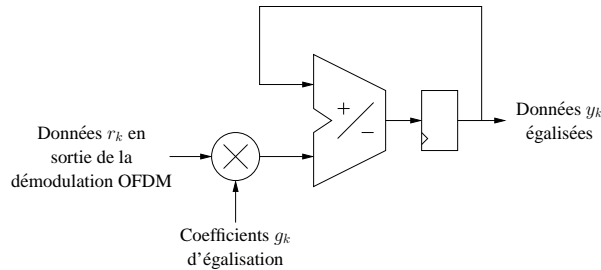 +
−
Données r_k en
sortie de la
démodulation OFDM
Données y_k
égalisées
Coefficients g_k
d'égalisation